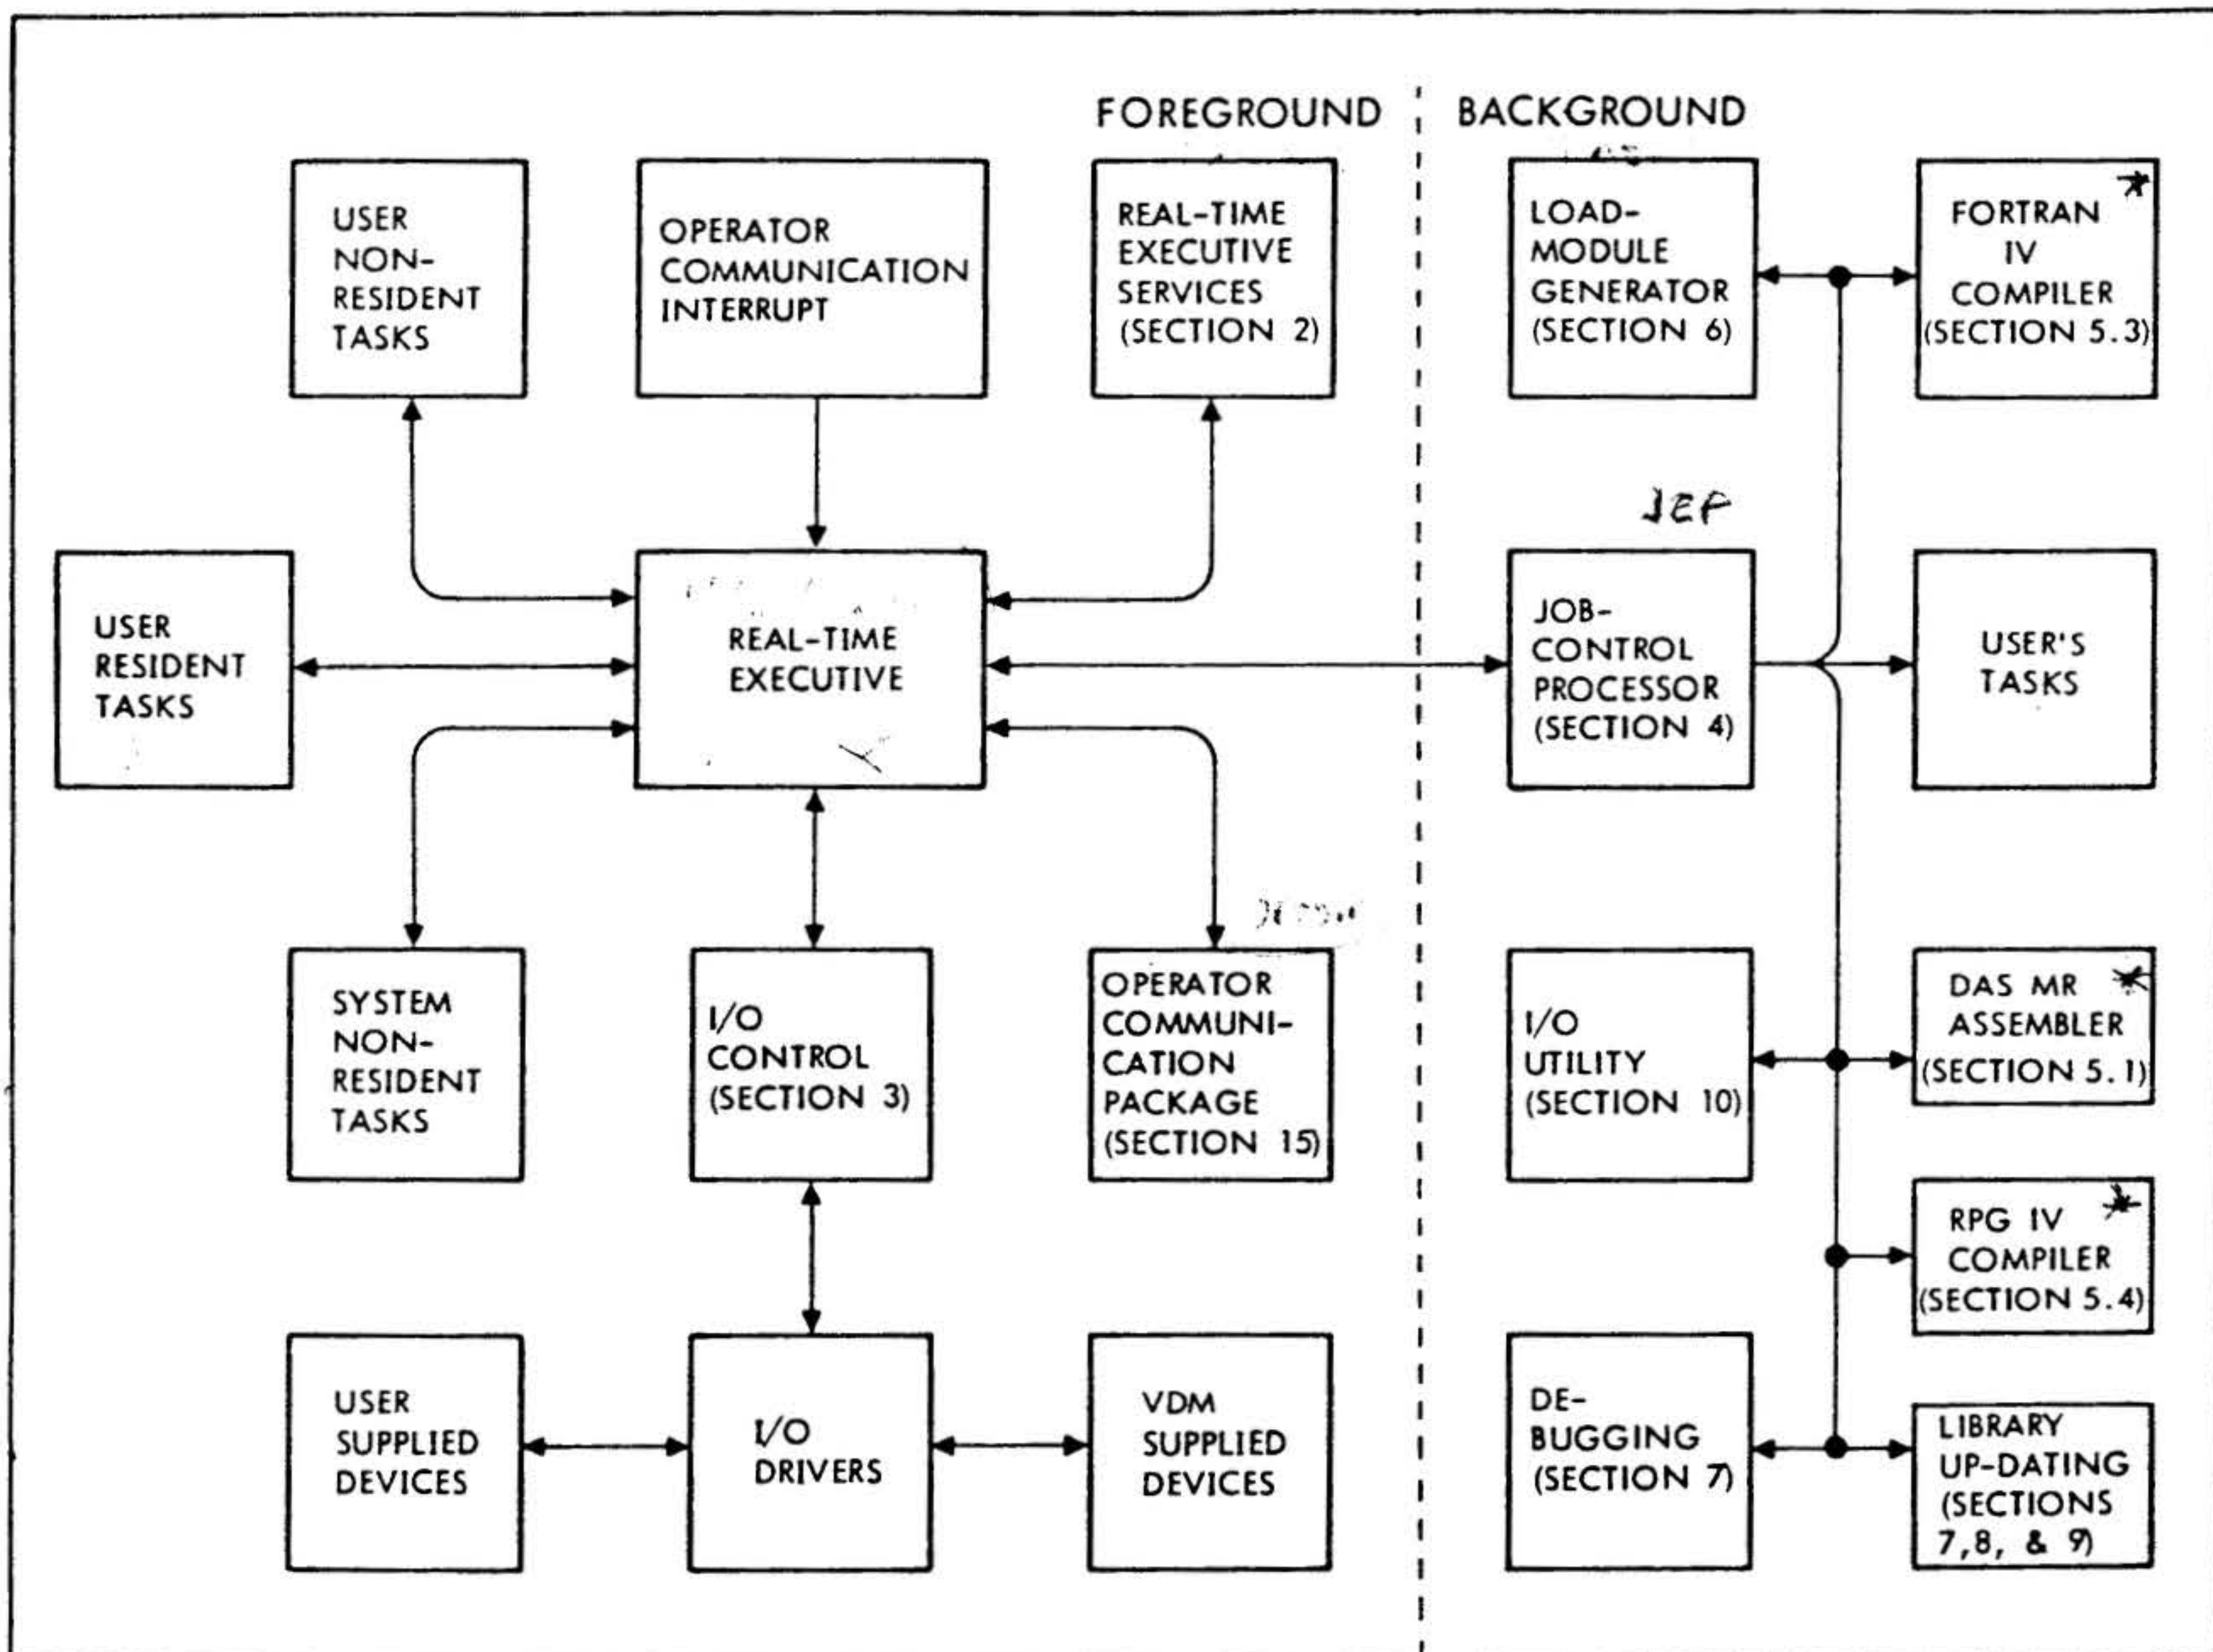 FOREGROUND
BACKGROUND
USER
NON-
RESIDENT
TASKS
OPERATOR
COMMUNICATION
INTERRUPT
REAL-TIME
EXECUTIVE
SERVICES
(SECTION 2)
LOAD-
MODULE
GENERATOR
(SECTION 6)
FORTRAN
IV
COMPILER
(SECTION 5.3)
USER
RESIDENT
TASKS
REAL-TIME
EXECUTIVE
JOB-
CONTROL
PROCESSOR
(SECTION 4)
USER'S
TASKS
SYSTEM
NON-
RESIDENT
TASKS
I/O
CONTROL
(SECTION 3)
OPERATOR
COMMUNI-
CATION
PACKAGE
(SECTION 15)
I/O
UTILITY
(SECTION 10)
DAS MR
ASSEMBLER
(SECTION 5.1)
RPG IV
COMPILER
(SECTION 5.4)
USER
SUPPLIED
DEVICES
I/O
DRIVERS
VDM
SUPPLIED
DEVICES
DE-
BUGGING
(SECTION 7)
LIBRARY
UP-DATING
(SECTIONS
7,8, & 9)